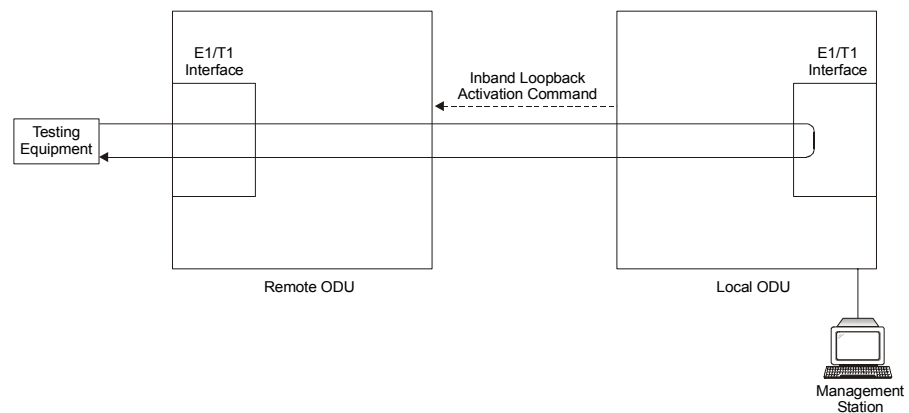 E1/T1
Interface
E1/T1
Interface
Inband Loopback
Activation Command
Testing
Equipment
Remote ODU
Local ODU
Management
Station